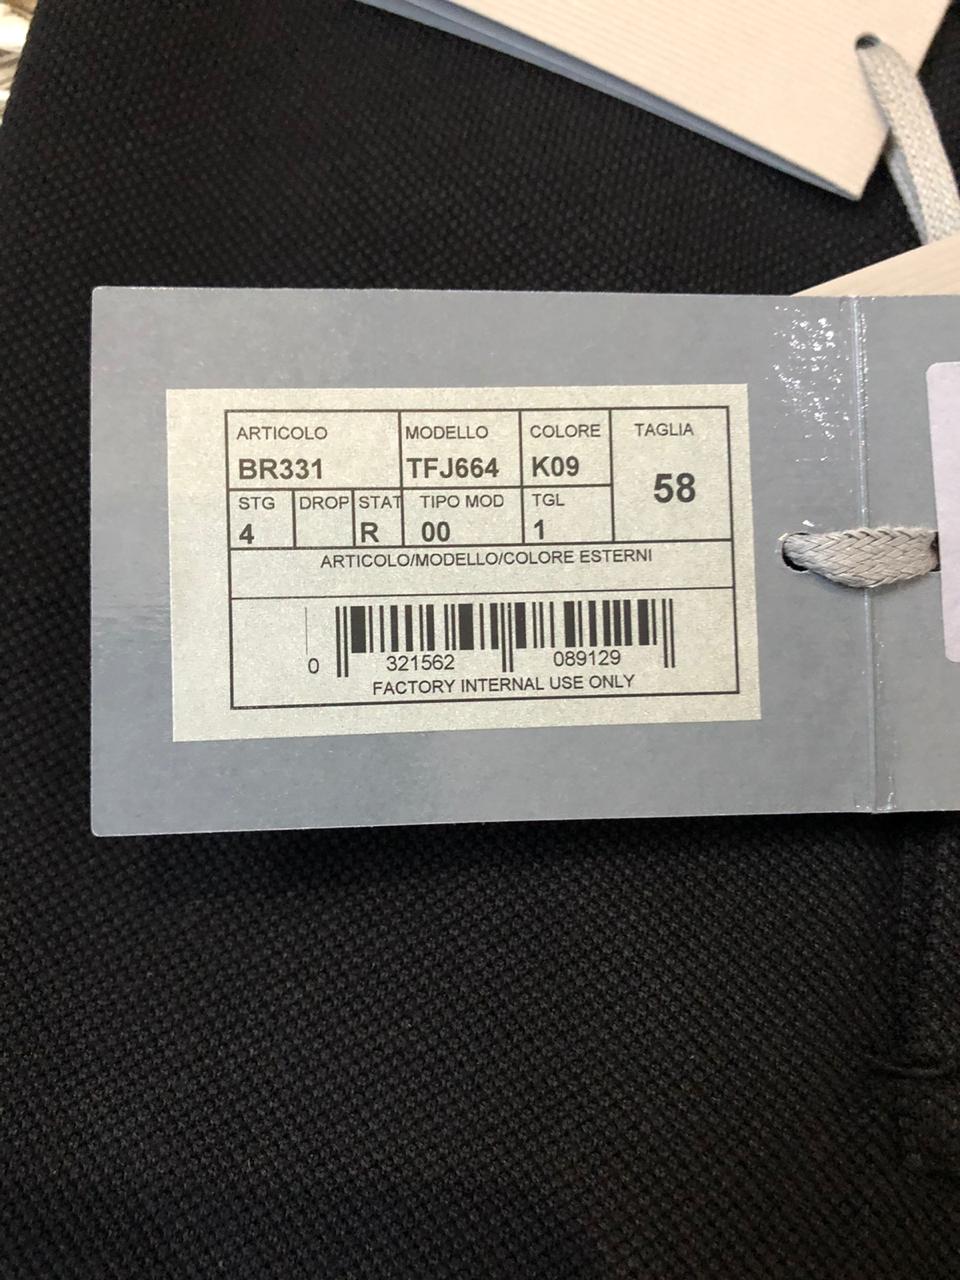 ARTICOLO MODELLO COLORE TAGLIA
BR331 TFJ664 K09 58
STG DROP STAT TIPO MOD TGL
4 R 00 1
ARTICOLO/MODELLO/COLORE ESTERNI
0 321562 089129
FACTORY INTERNAL USE ONLY